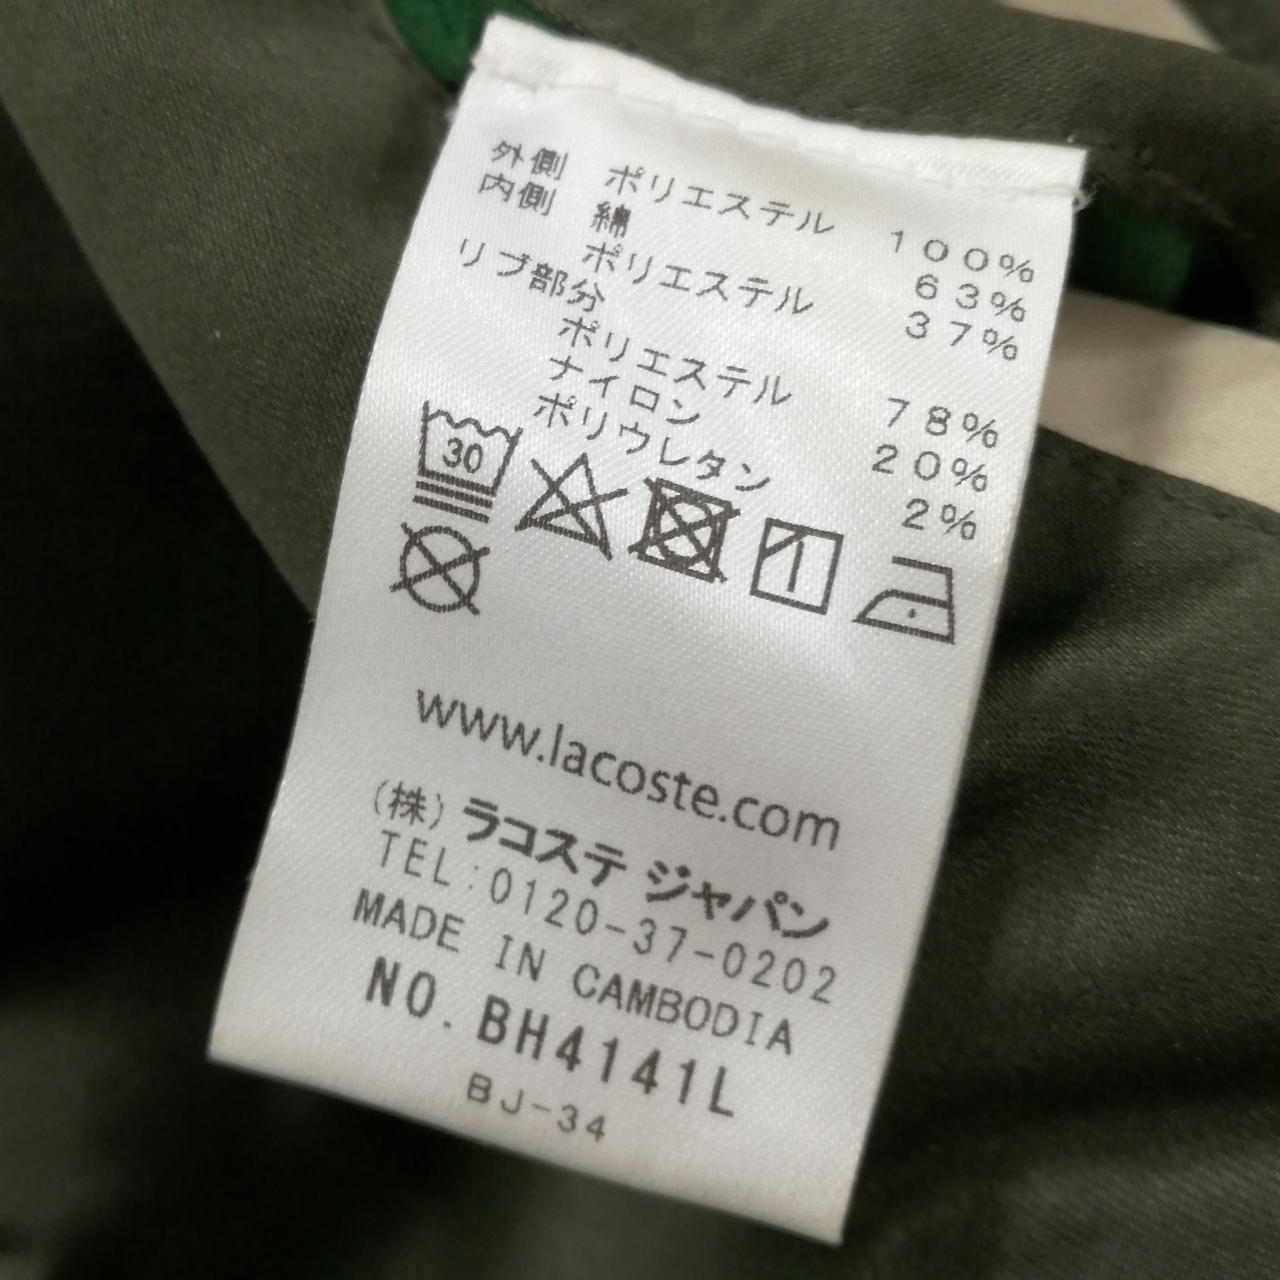 外側 ポリエステル 100%
内側 綿 63%
ポリエステル 37%
リブ部分
ポリエステル 78%
ナイロン 20%
ポリウレタン 2%
30
www.lacoste.com
(株) ラコステ ジャパン
TEL:0120-37-0202
MADE IN CAMBODIA
NO. BH4141L
BJ-34